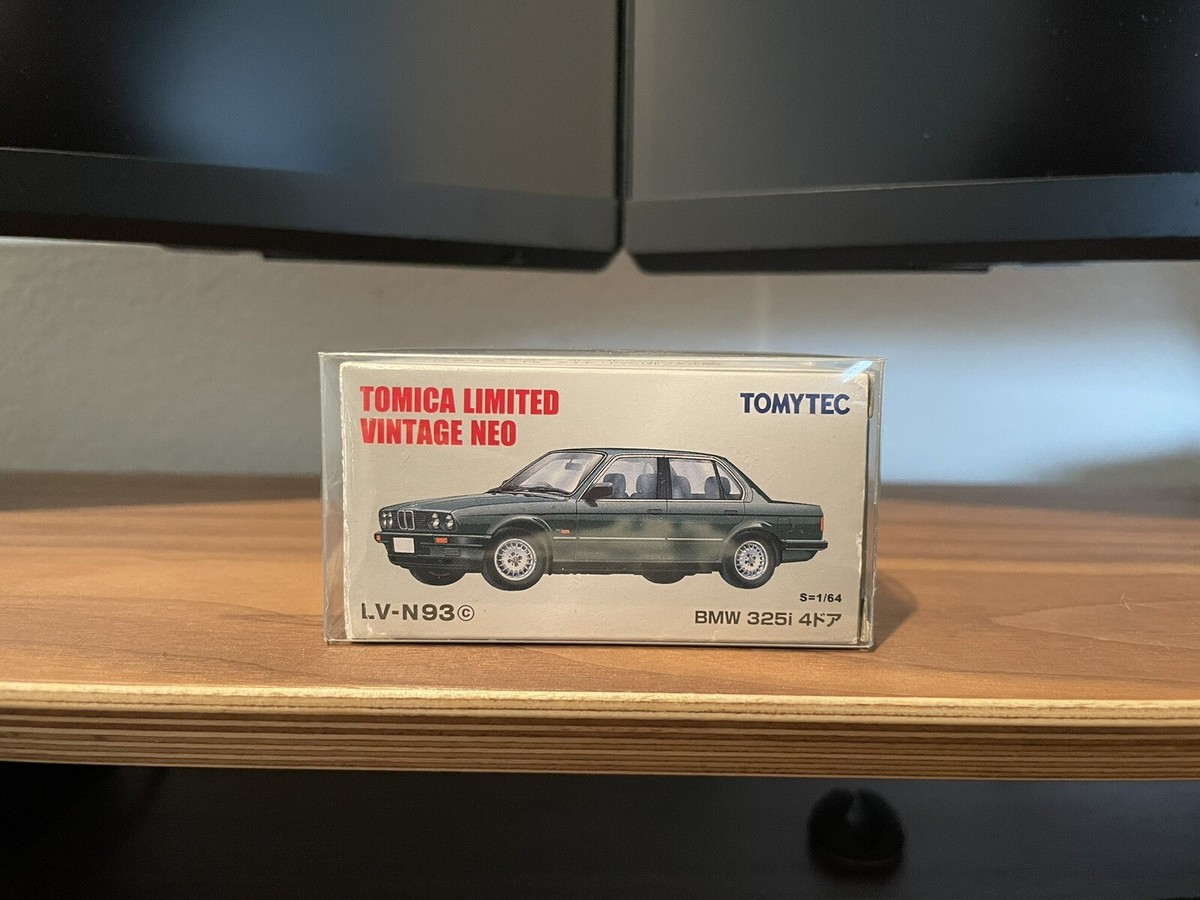 TOMICA LIMITED
VINTAGE NEO
TOMYTEC
S=1/64
LV-N93©
BMW 325i 4ドア